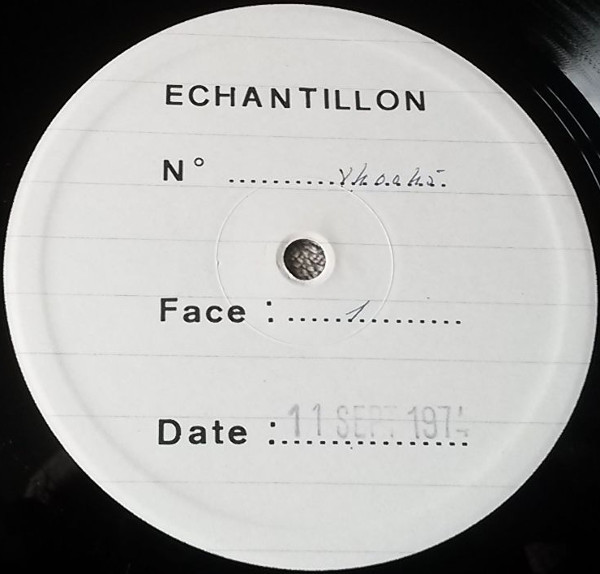 ECHANTILLON
N° ..............
Face : .....1..........
Date : 11 SEPT 1974